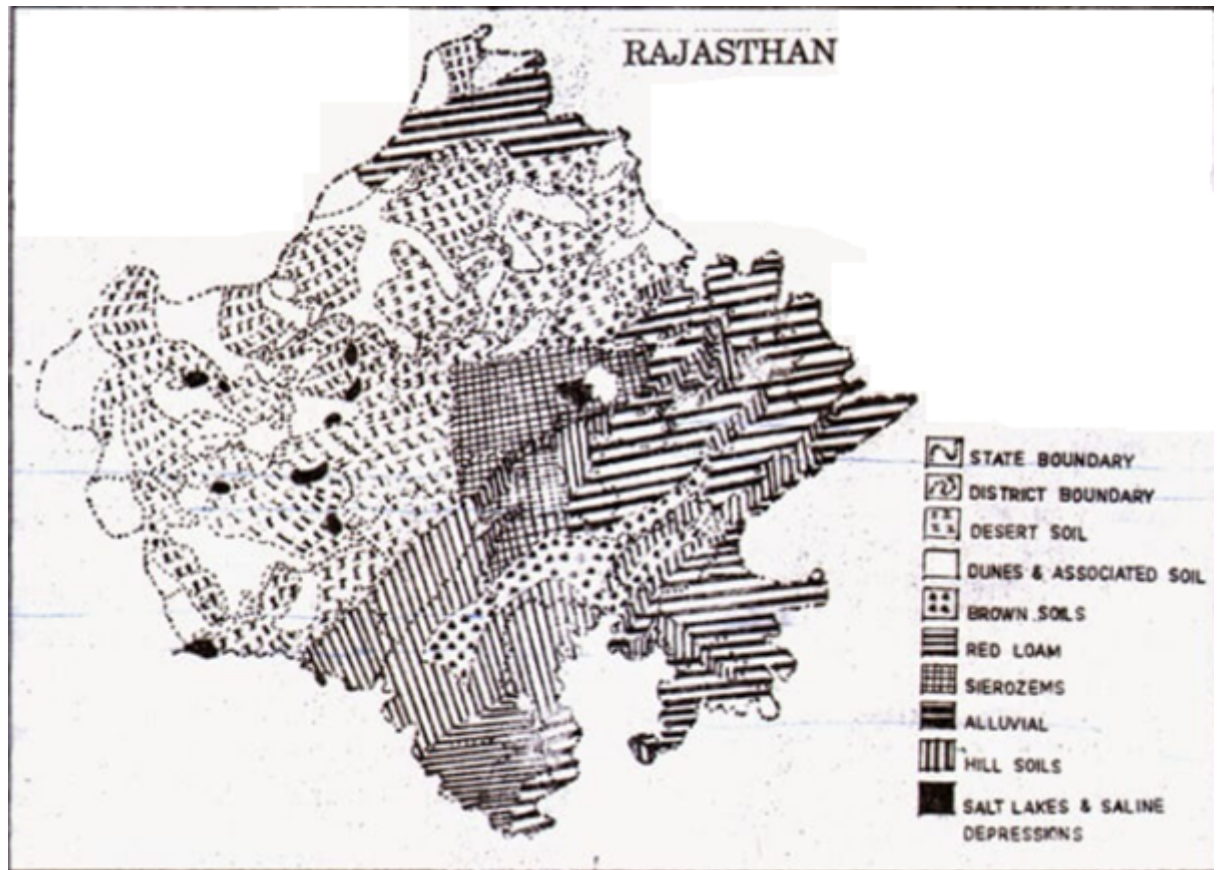 RAJASTHAN
STATE BOUNDARY
DISTRICT BOUNDARY
DESERT SOIL
DUNES & ASSOCIATED SOIL
BROWN SOILS
RED LOAM
SIEROZEMS
ALLUVIAL
HILL SOILS
SALT LAKES & SALINE
DEPRESSIONS